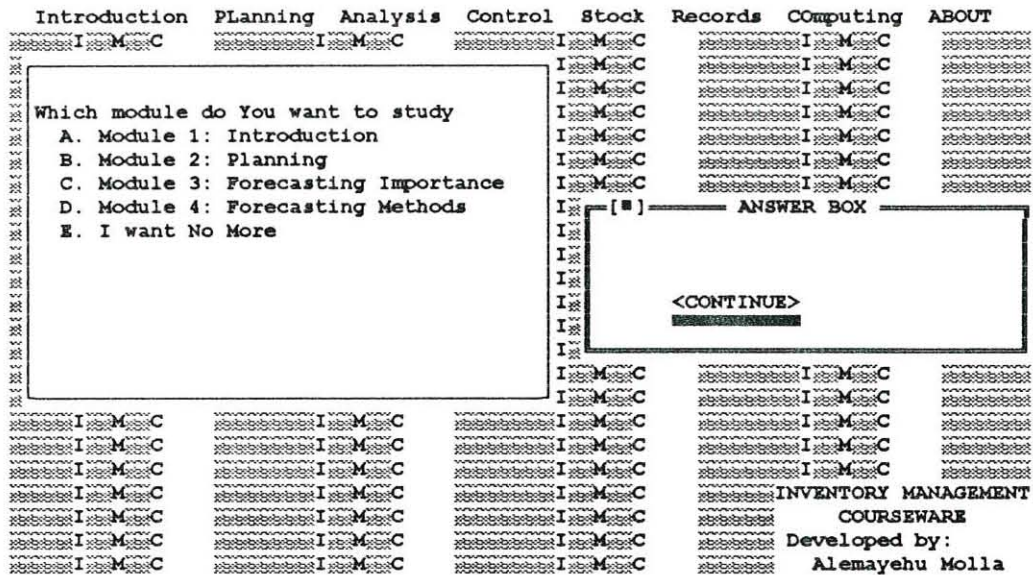 Introduction PLanning Analysis Control Stock Records COmputing ABOUT
I M C I M C I M C I M C
I M C I M C
I M C I M C
Which module do You want to study I M C I M C
A. Module 1: Introduction I M C I M C
B. Module 2: Planning I M C I M C
C. Module 3: Forecasting Importance I M C I M C
D. Module 4: Forecasting Methods I [■] ANSWER BOX
E. I want No More I
I
I
I <CONTINUE>
I
I
I M C I M C
I M C I M C
I M C I M C I M C I M C
I M C I M C I M C I M C
I M C I M C I M C I M C
I M C I M C I M C INVENTORY MANAGEMENT
I M C I M C I M C COURSEWARE
I M C I M C I M C Developed by:
I M C I M C I M C Alemayehu Molla